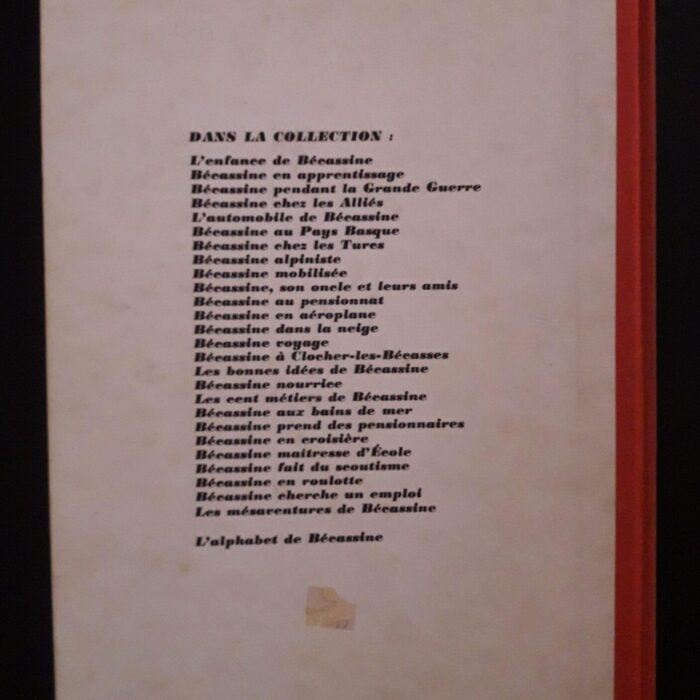 DANS LA COLLECTION :
L'enfance de Bécassine
Bécassine en apprentissage
Bécassine pendant la Grande Guerre
Bécassine chez les Alliés
L'automobile de Bécassine
Bécassine au Pays Basque
Bécassine chez les Turcs
Bécassine alpiniste
Bécassine mobilisée
Bécassine, son oncle et leurs amis
Bécassine au pensionnat
Bécassine en aéroplane
Bécassine dans la neige
Bécassine voyage
Bécassine à Clocher-les-Bécasses
Les bonnes idées de Bécassine
Bécassine nourrice
Les cent métiers de Bécassine
Bécassine aux bains de mer
Bécassine prend des pensionnaires
Bécassine en croisière
Bécassine maitresse d'École
Bécassine fait du scoutisme
Bécassine en roulotte
Bécassine cherche un emploi
Les mésaventures de Bécassine
L'alphabet de Bécassine